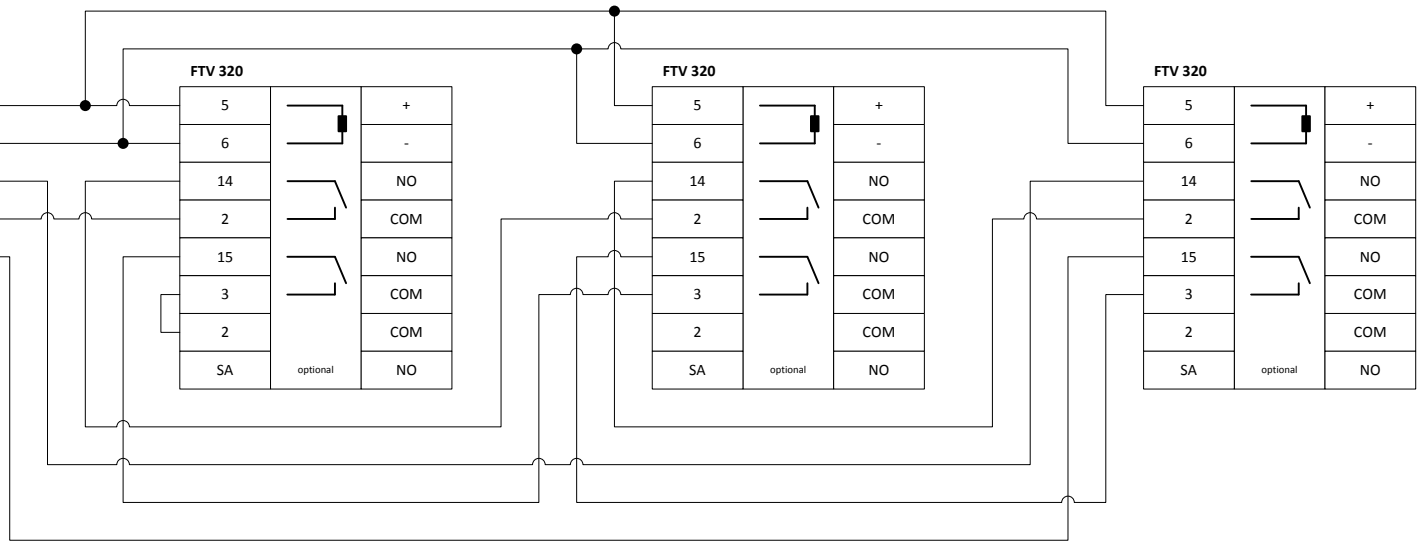 FTV 320 FTV 320 FTV 320
5 + 5 + 5 +
6 - 6 - 6 -
14 NO 14 NO 14 NO
2 COM 2 COM 2 COM
15 NO 15 NO 15 NO
3 COM 3 COM 3 COM
2 COM 2 COM 2 COM
SA optional NO SA optional NO SA optional NO